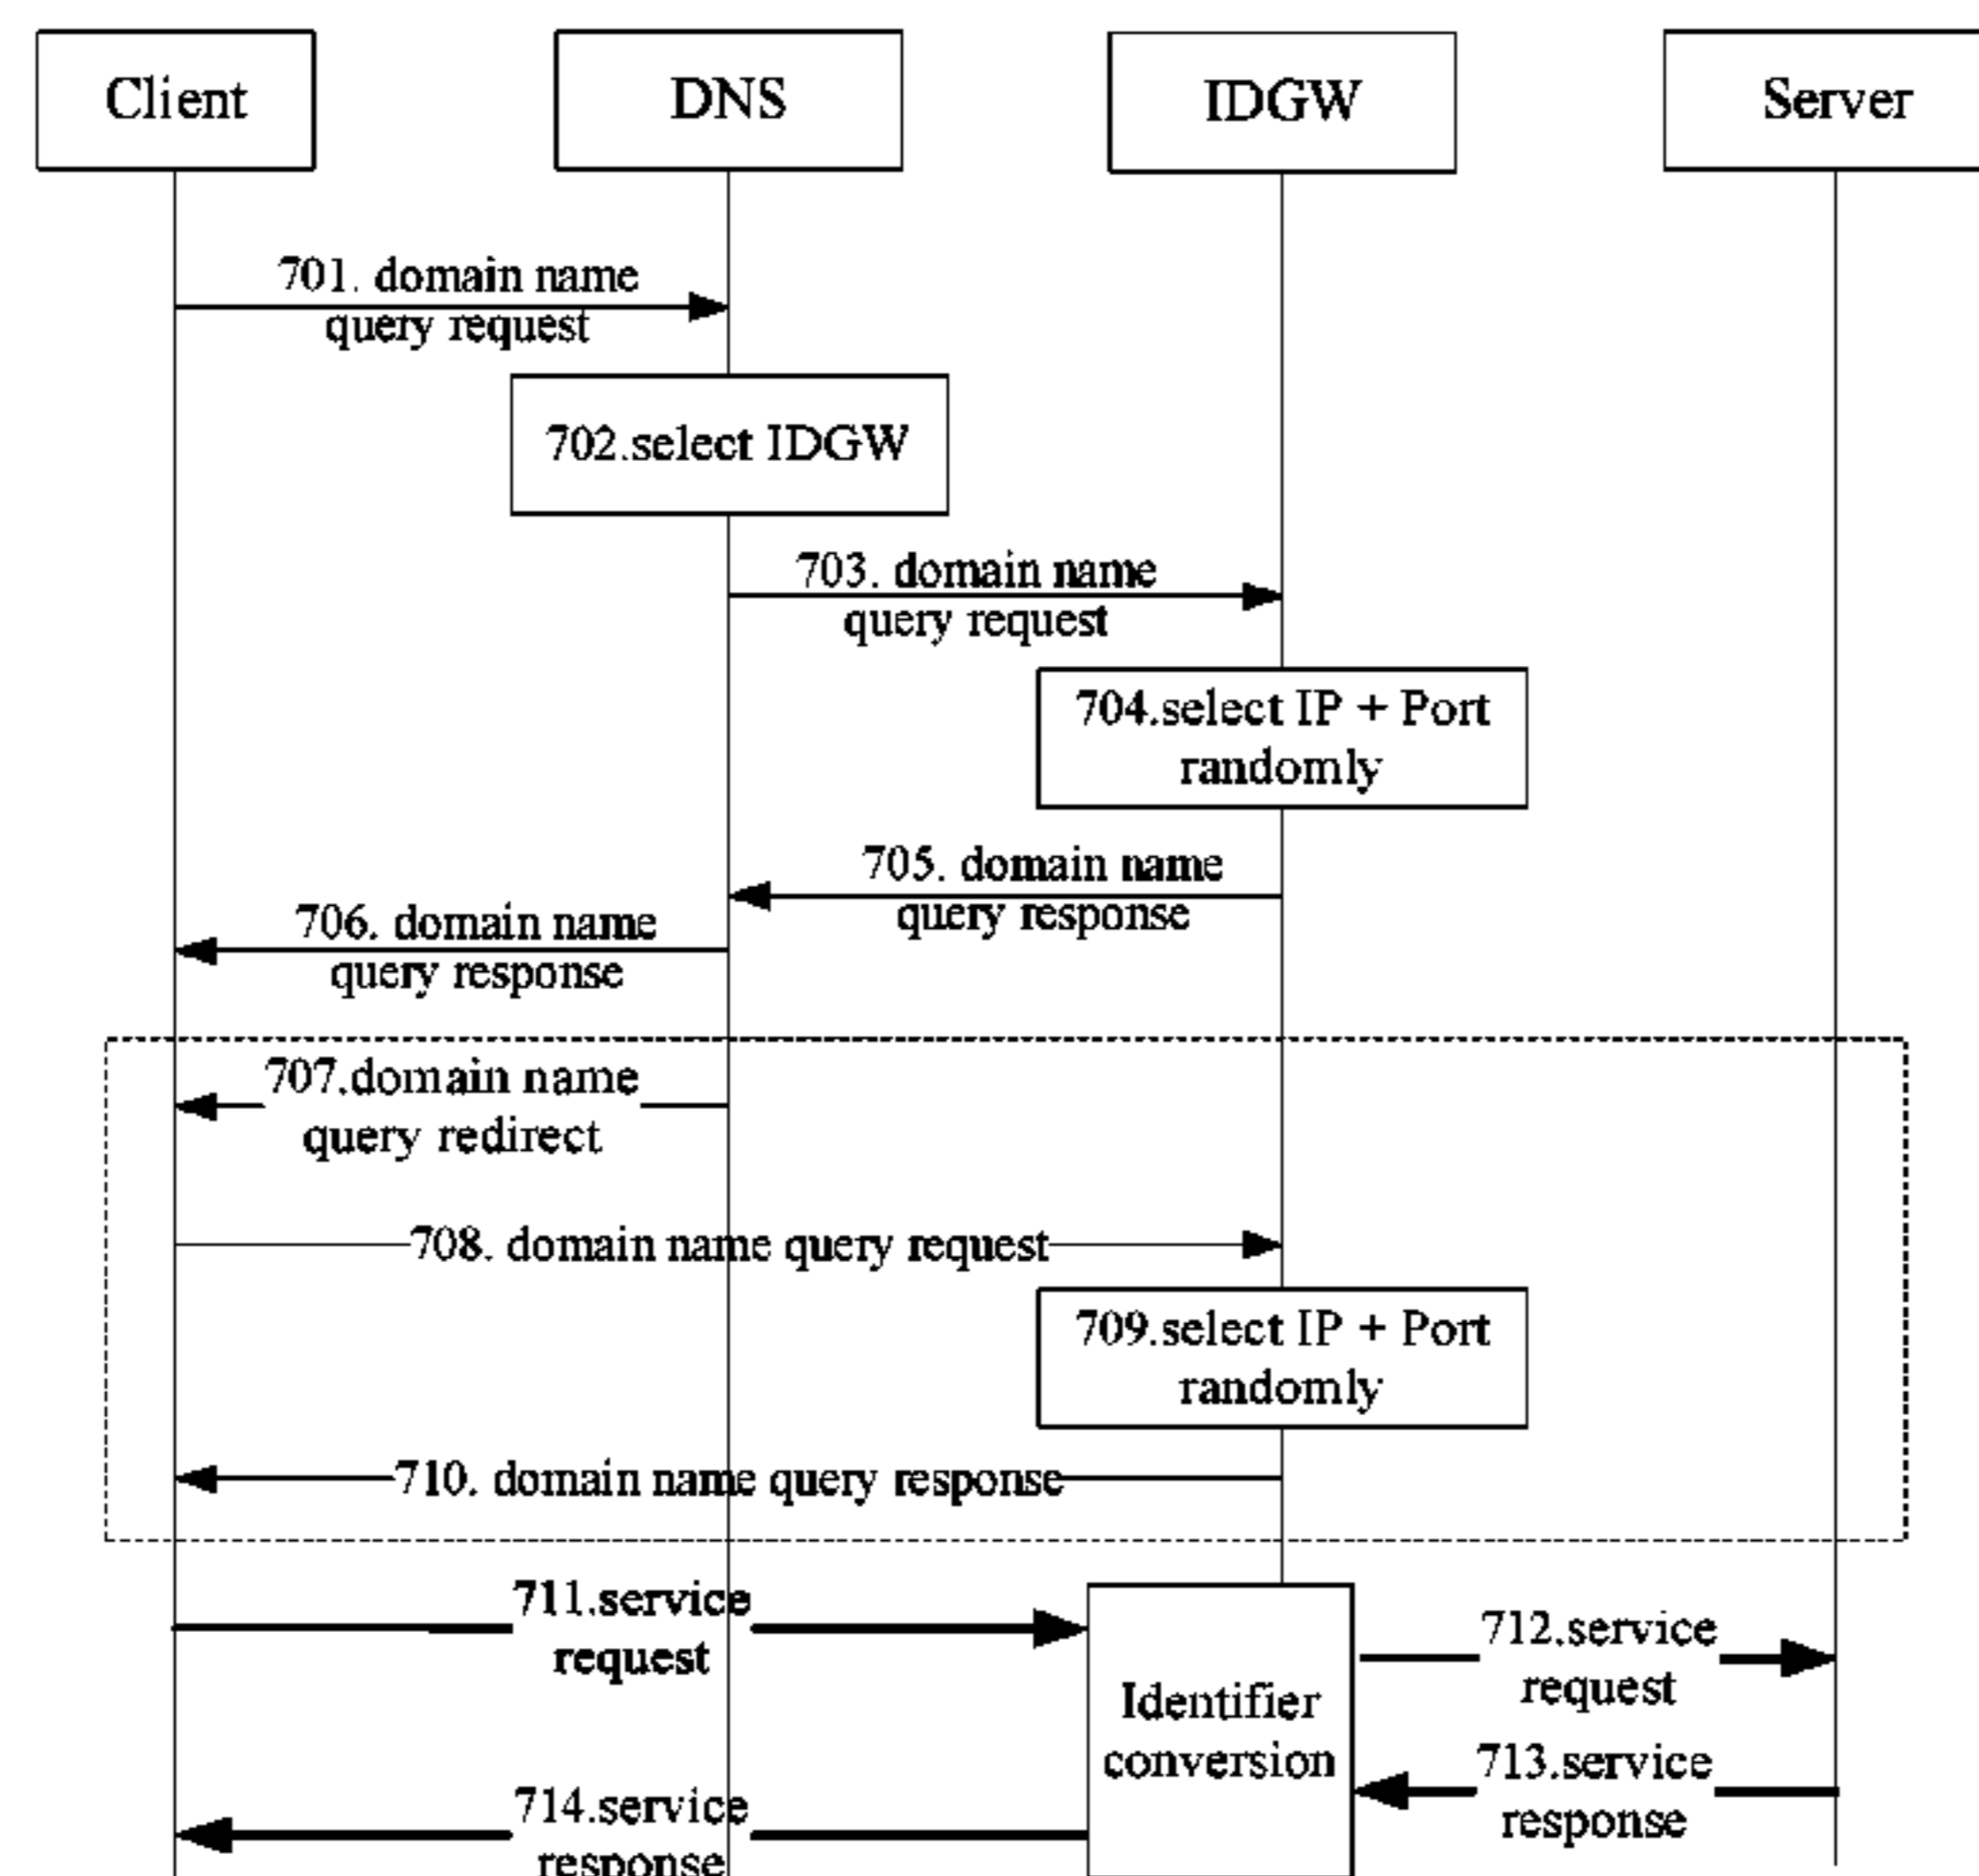 Client
DNS
IDGW
Server
701. domain name
query request
702.select IDGW
703. domain name
query request
704.select IP + Port
randomly
705. domain name
query response
706. domain name
query response
707.domain name
query redirect
708. domain name query request
709.select IP + Port
randomly
710. domain name query response
711.service
request
712.service
request
Identifier
conversion
713.service
response
714.service
response